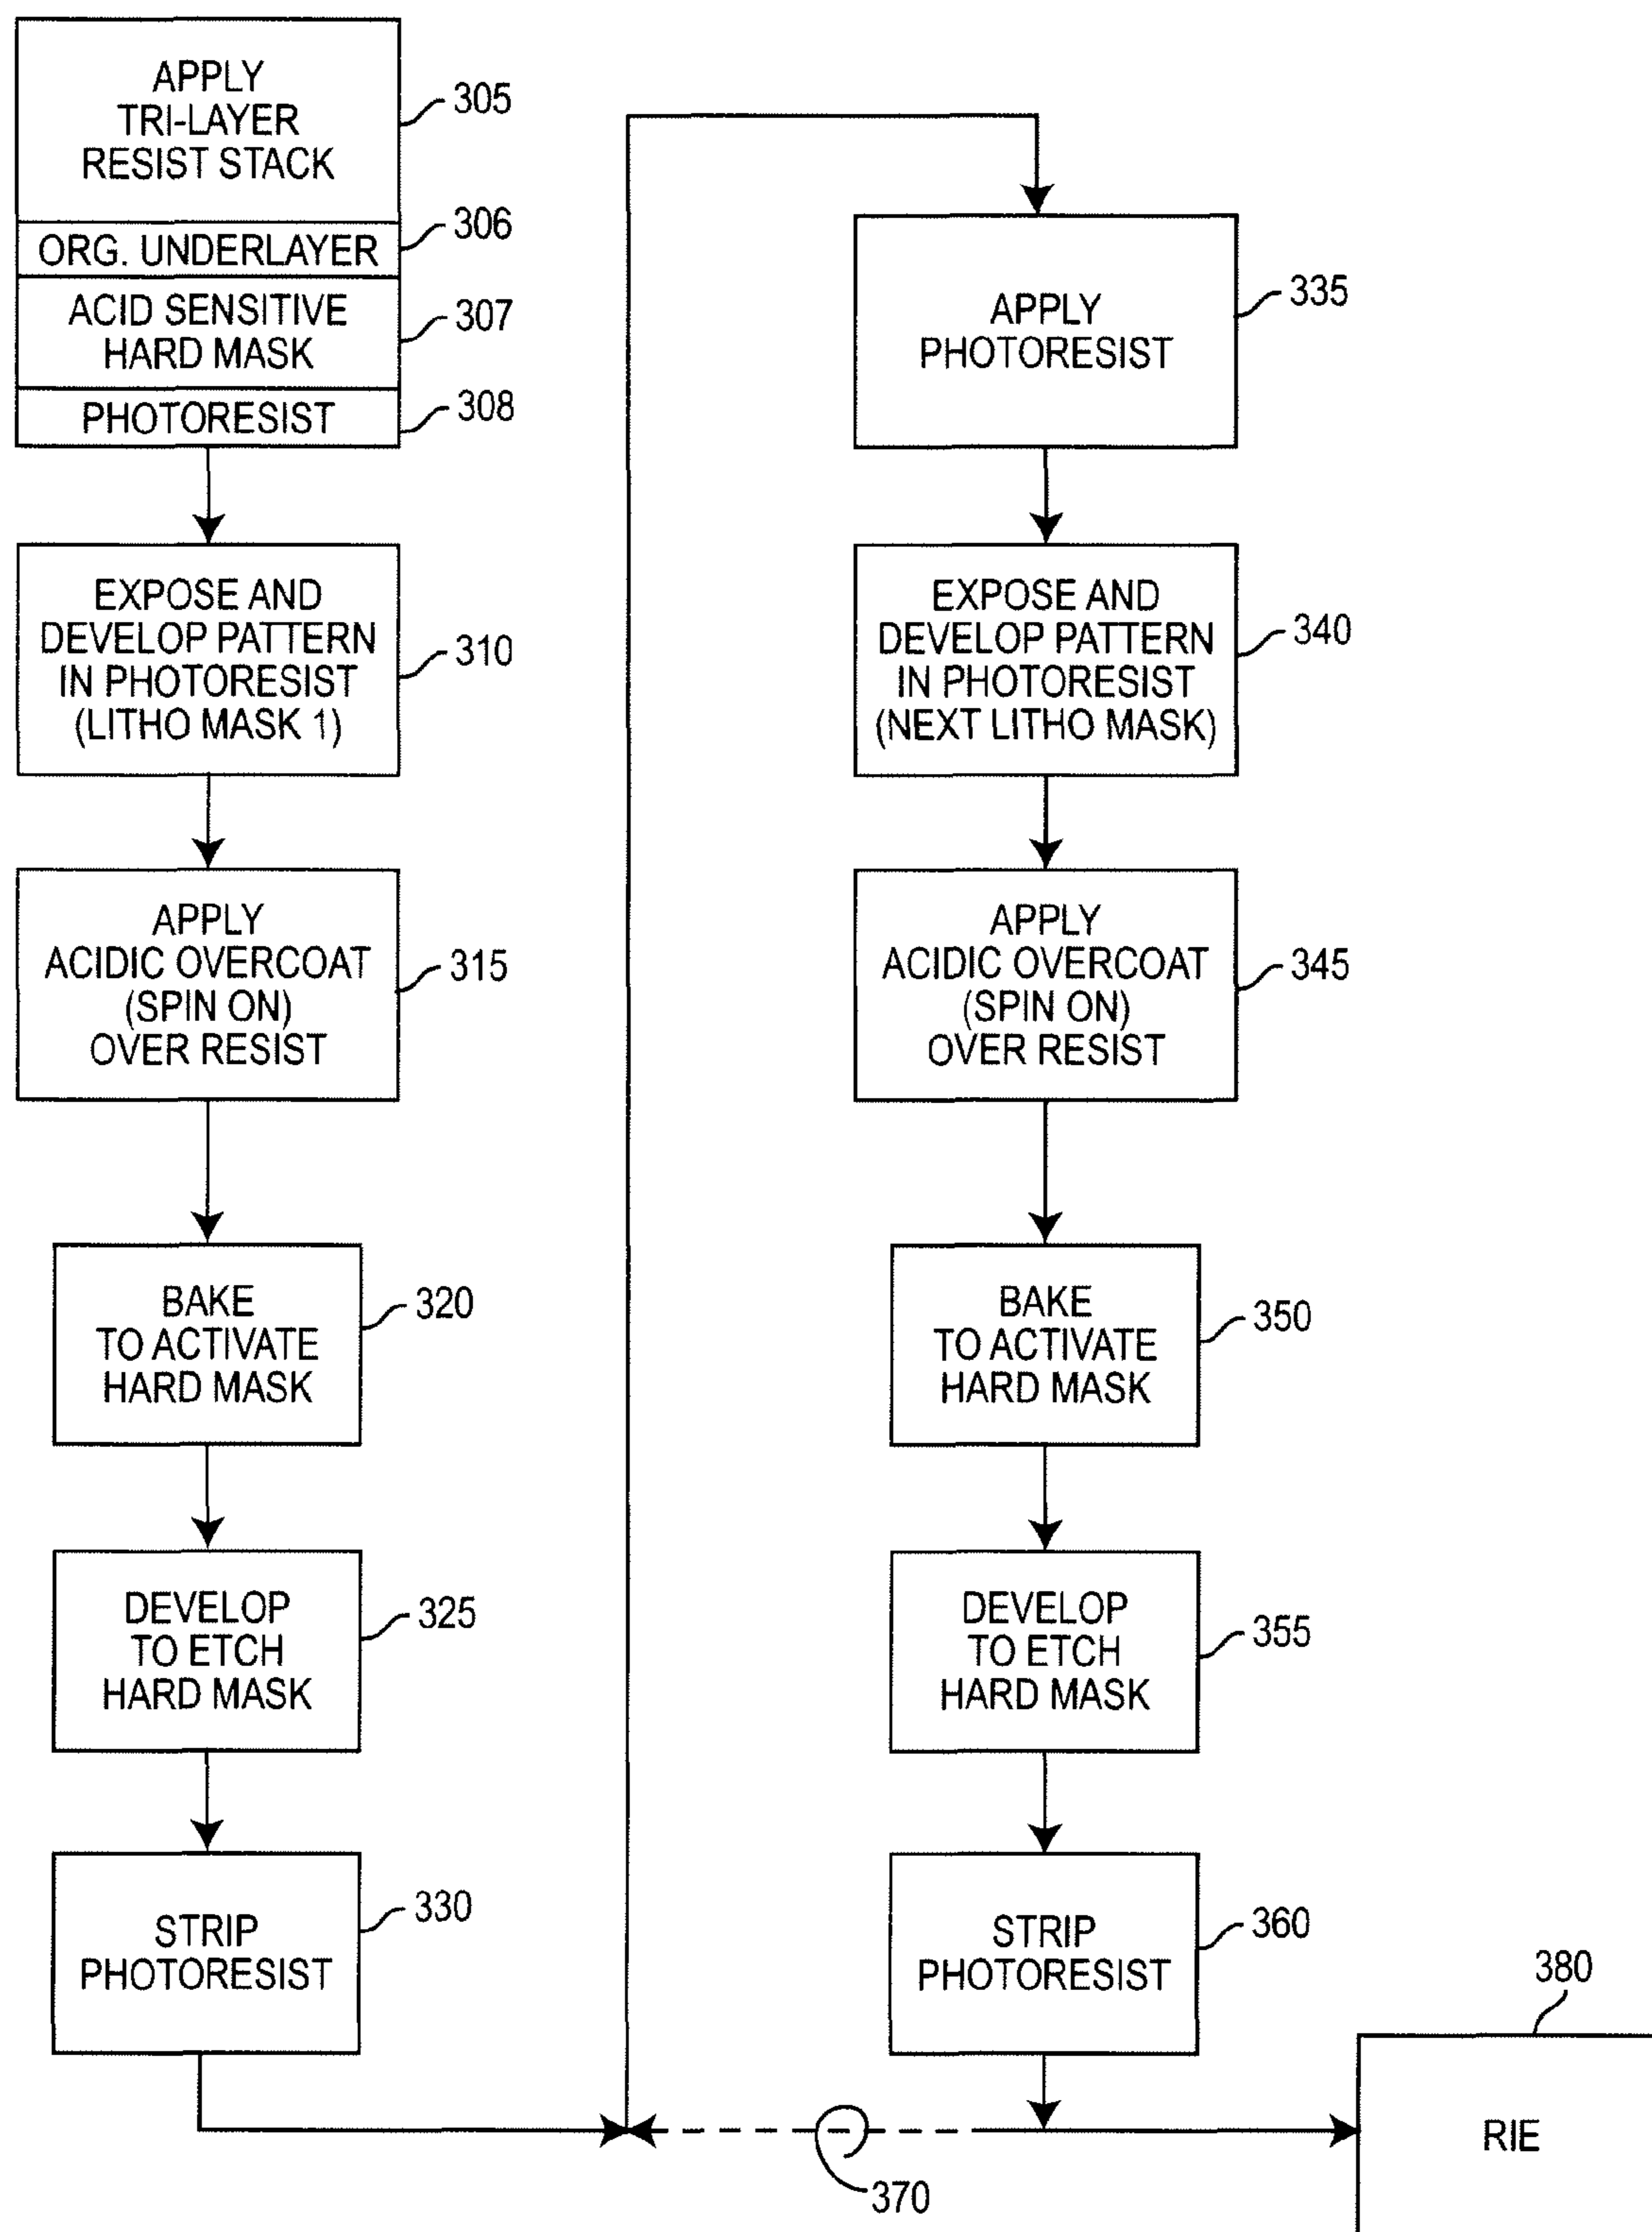 APPLY
TRI-LAYER
RESIST STACK
305
ORG. UNDERLAYER
306
ACID SENSITIVE
HARD MASK
307
PHOTORESIST
308
EXPOSE AND
DEVELOP PATTERN
IN PHOTORESIST
(LITHO MASK 1)
310
APPLY
ACIDIC OVERCOAT
(SPIN ON)
OVER RESIST
315
BAKE
TO ACTIVATE
HARD MASK
320
DEVELOP
TO ETCH
HARD MASK
325
STRIP
PHOTORESIST
330
APPLY
PHOTORESIST
335
EXPOSE AND
DEVELOP PATTERN
IN PHOTORESIST
(NEXT LITHO MASK)
340
APPLY
ACIDIC OVERCOAT
(SPIN ON)
OVER RESIST
345
BAKE
TO ACTIVATE
HARD MASK
350
DEVELOP
TO ETCH
HARD MASK
355
STRIP
PHOTORESIST
360
370
380
RIE